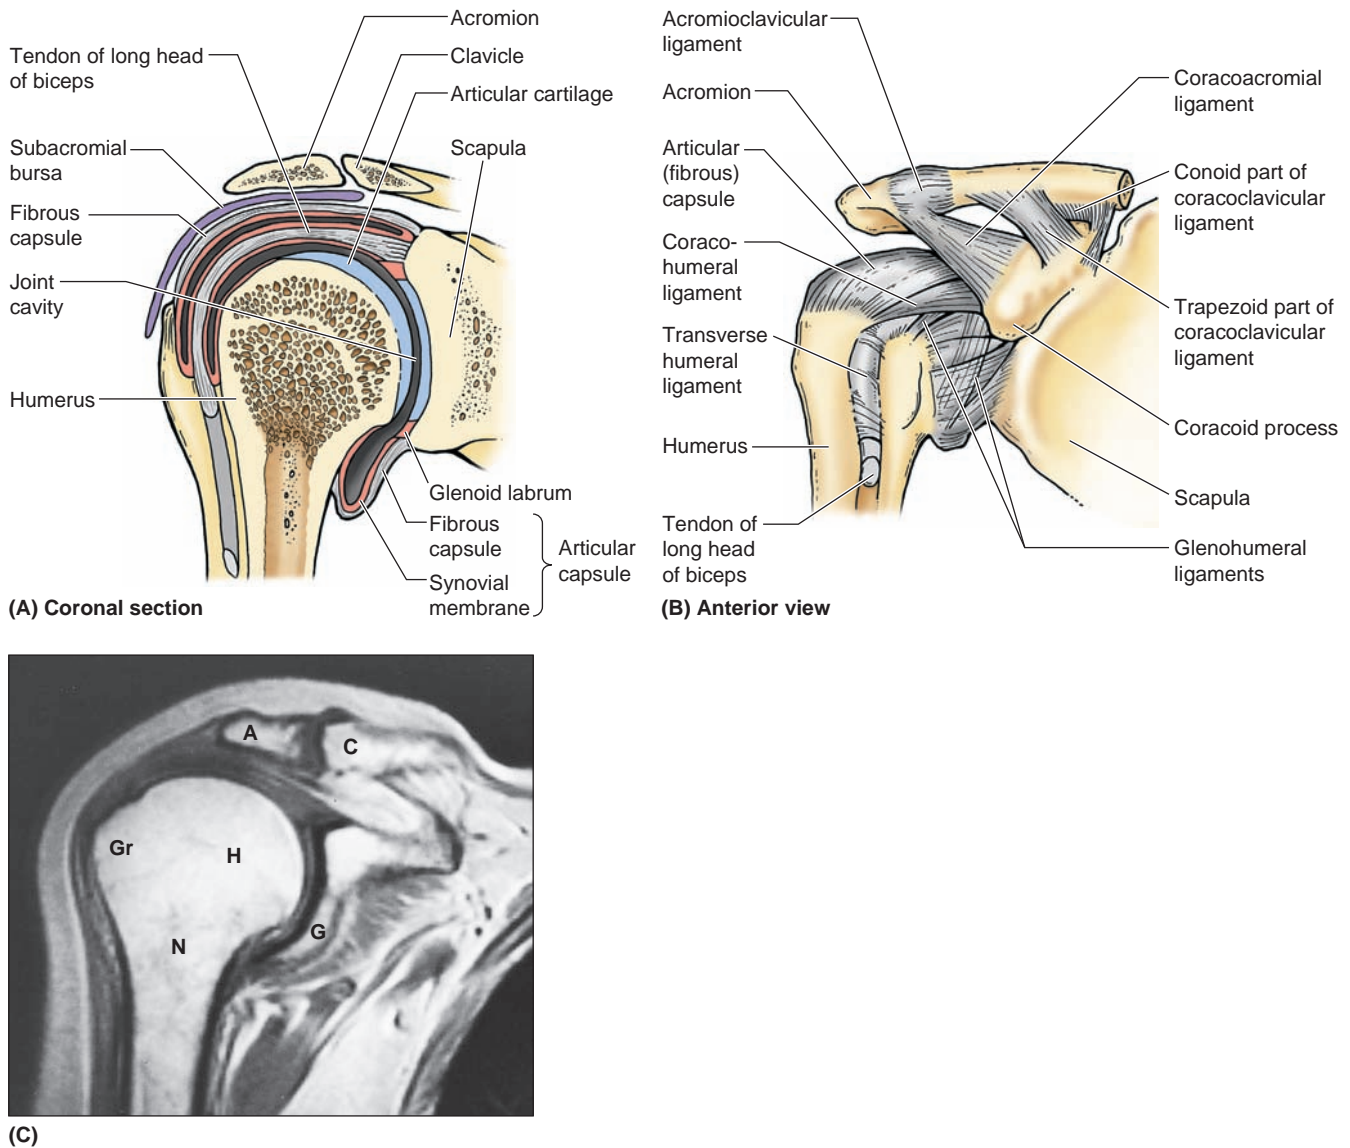 Acromion
Tendon of long head
of biceps
Clavicle
Articular cartilage
Subacromial
bursa
Scapula
Fibrous
capsule
Joint
cavity
Humerus
Glenoid labrum
Fibrous
capsule
Synovial
membrane
Articular
capsule
(A) Coronal section
Acromioclavicular
ligament
Acromion
Articular
(fibrous)
capsule
Coraco-
humeral
ligament
Transverse
humeral
ligament
Humerus
Tendon of
long head
of biceps
Coracoacromial
ligament
Conoid part of
coracoclavicular
ligament
Trapezoid part of
coracoclavicular
ligament
Coracoid process
Scapula
Glenohumeral
ligaments
(B) Anterior view
A
C
Gr
H
N
G
(C)